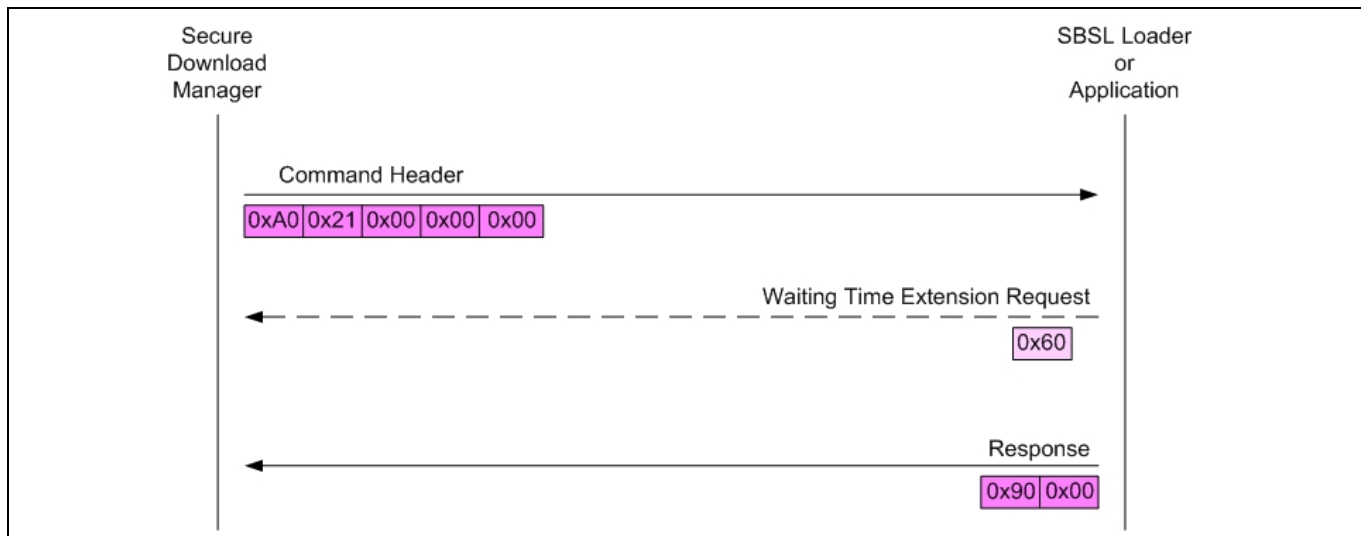 Secure
Download
Manager
SBSL Loader
or
Application
Command Header
0xA0 0x21 0x00 0x00 0x00
Waiting Time Extension Request
0x60
Response
0x90 0x00